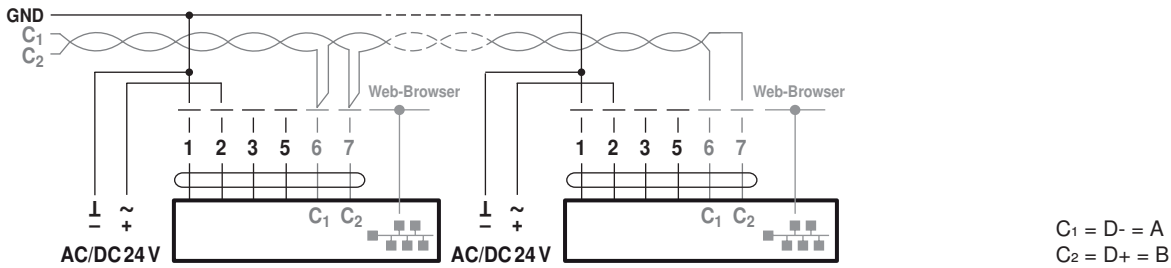 GND
C₁
C₂
Web-Browser Web-Browser
1 2 3 5 6 7 1 2 3 5 6 7
⊥ ~ C₁ C₂ ⊥ ~ C₁ C₂
− + − +
AC/DC 24 V AC/DC 24 V
C₁ = D- = A
C₂ = D+ = B